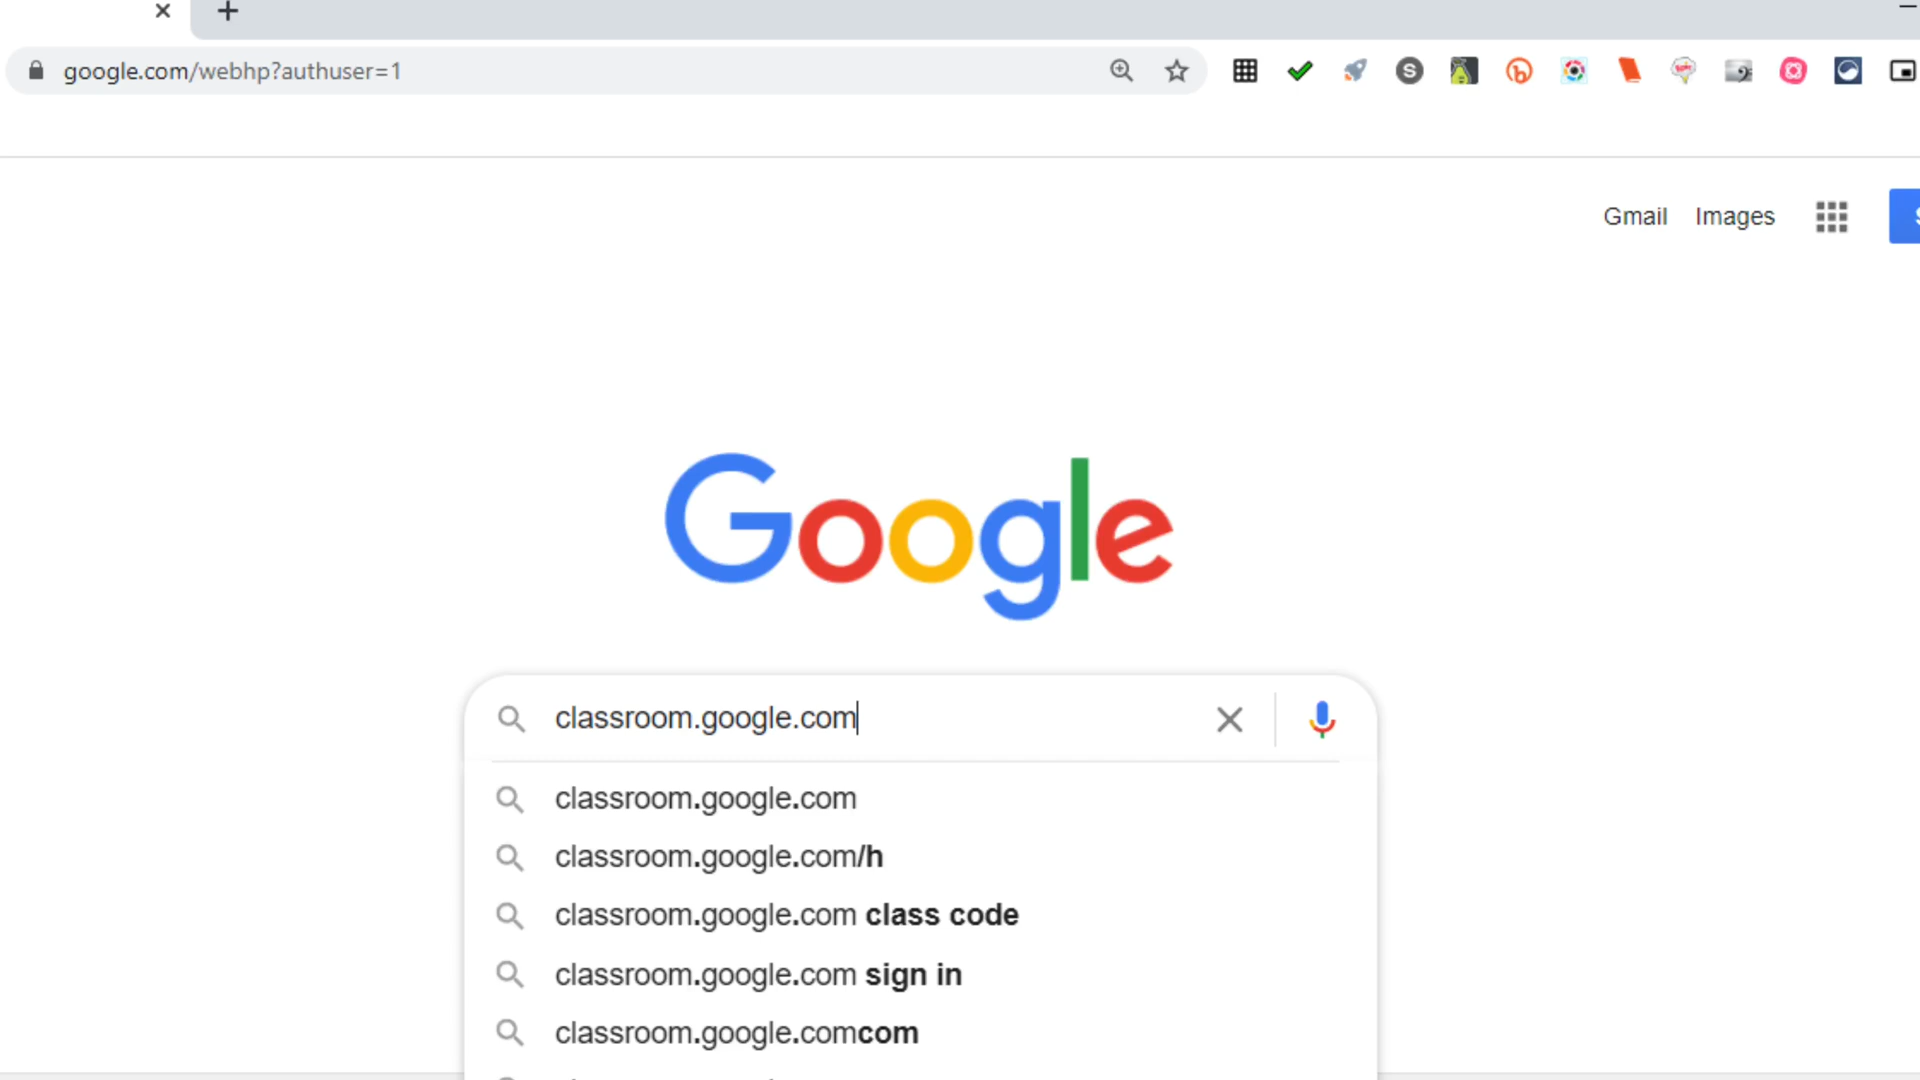 google.com/webhp?authuser=1
Gmail Images
Google
classroom.google.com
classroom.google.com
classroom.google.com/h
classroom.google.com class code
classroom.google.com sign in
classroom.google.comcom